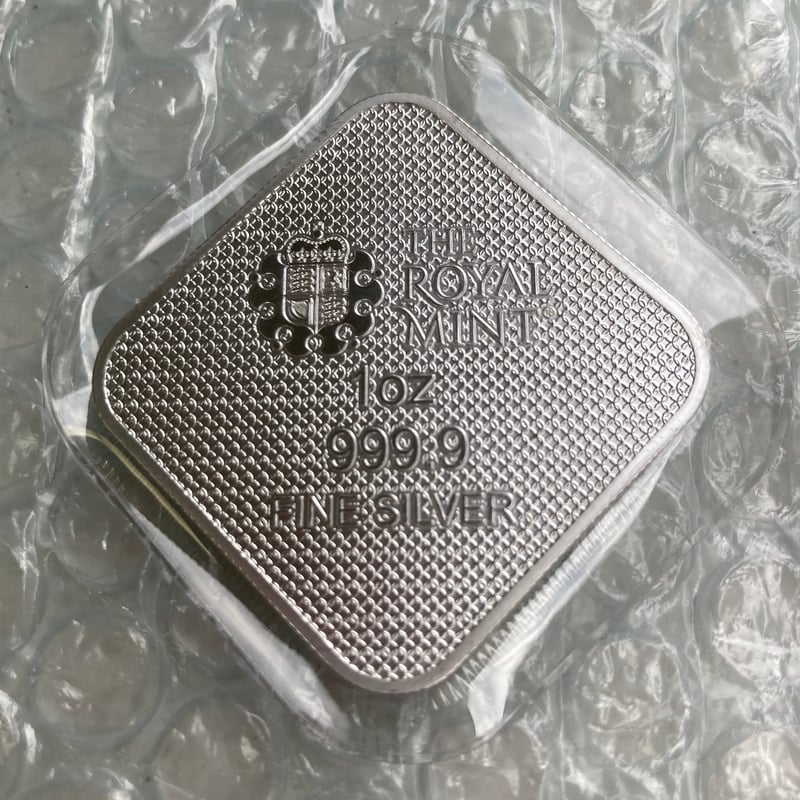 THE
ROYAL
MINT®
1oz
999.9
FINE SILVER